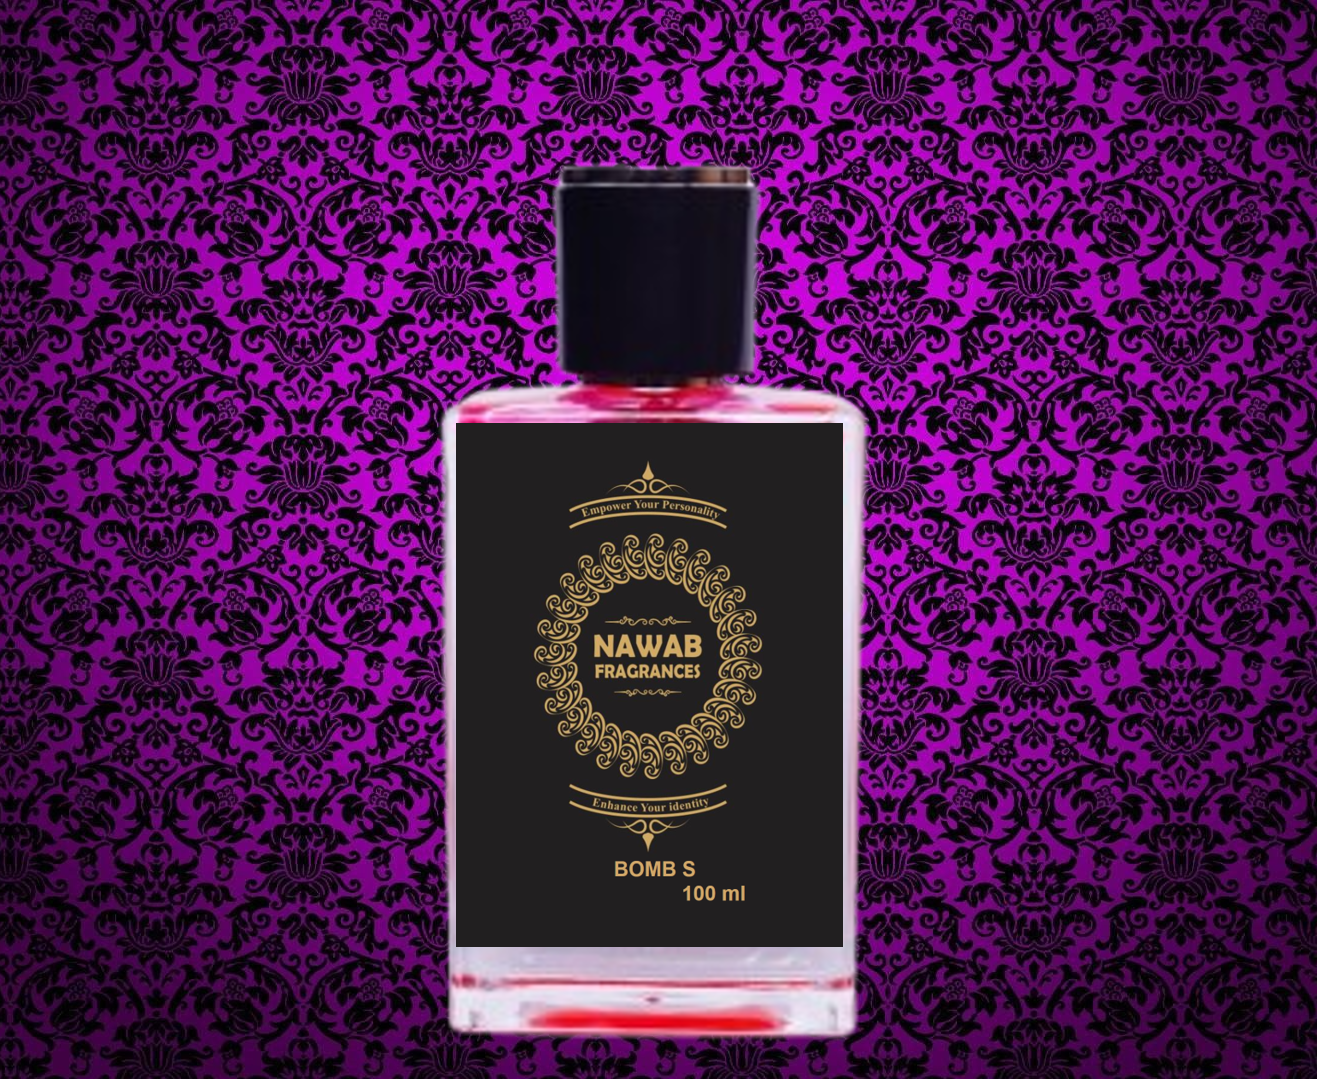 Empower Your Personality
NAWAB
FRAGRANCES
Enhance Your identity
BOMB S
100 ml